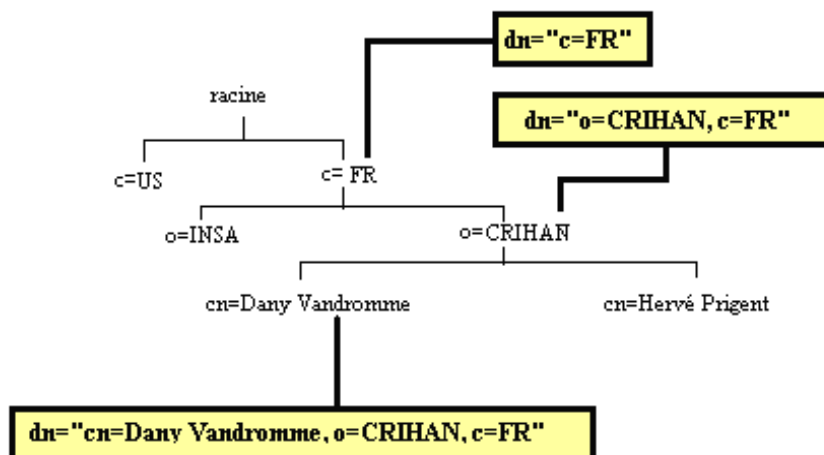 dn="c=FR"
racine
dn="o=CRIHAN, c=FR"
c=US
c= FR
o=INSA
o=CRIHAN
cn=Dany Vandromme
cn=Hervé Prigent
dn="cn=Dany Vandromme, o=CRIHAN, c=FR"